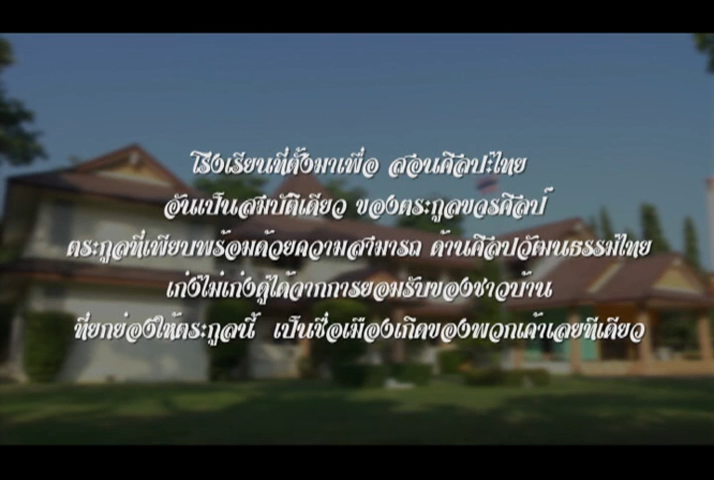 โรงเรียนที่ตั้งมาเพื่อ สอนศิลปะไทย
อันเป็นสมบัติเดียว ของตระกูลขวรศิลป์
ตระกูลที่เพียบพร้อมด้วยความสามารถ ด้านศิลปวัฒนธรรมไทย
เก่งไม่เก่งดูได้จากการยอมรับของชาวบ้าน
ที่ยกย่องให้ตระกูลนี้ เป็นชื่อเมืองเกิดของพวกเค้าเลยทีเดียว